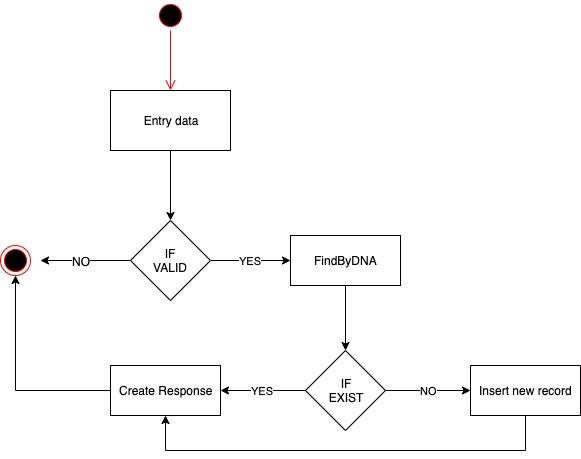 Entry data
IF
VALID
NO
YES
FindByDNA
IF
EXIST
YES
NO
Create Response
Insert new record